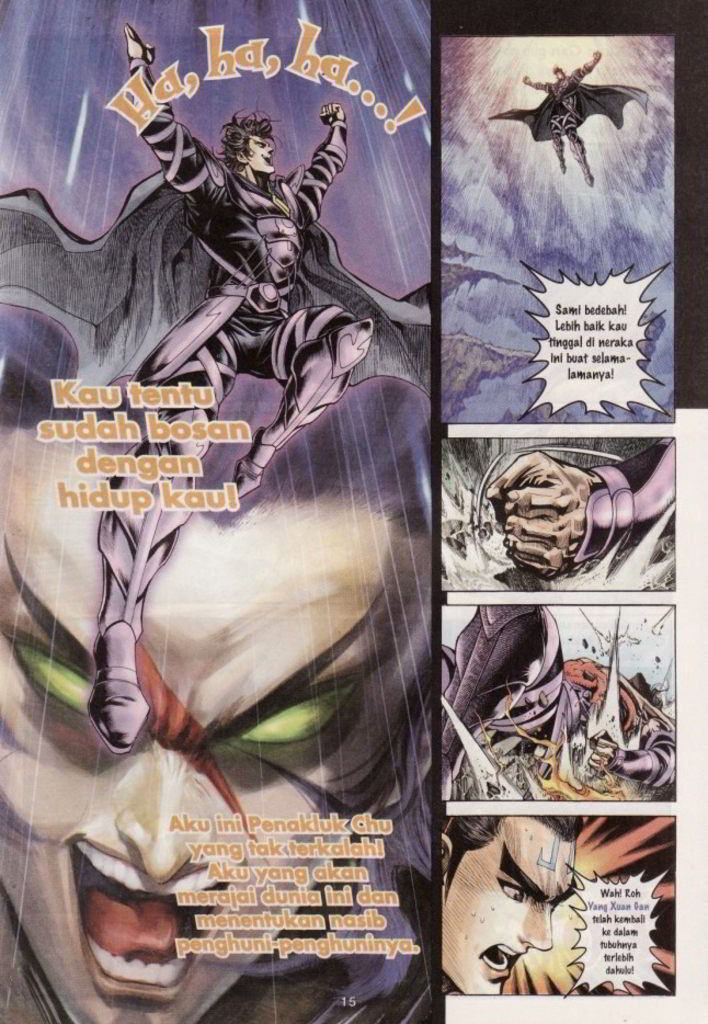 Ha, ha, ha...!
Kau tentu
sudah bosan
dengan
hidup kau!
Aku ini Penakluk Chu
yang tak terkalah!
Aku yang akan
merajai dunia ini dan
menentukan nasib
penghuni-penghuninya.
Sami bedebah!
Lebih baik kau
tinggal di neraka
ini buat selama-
lamanya!
Wah! Roh
Yang Xuan Gan
telah kembali
ke dalam
tubuhnya
terlebih
dahulu!
15